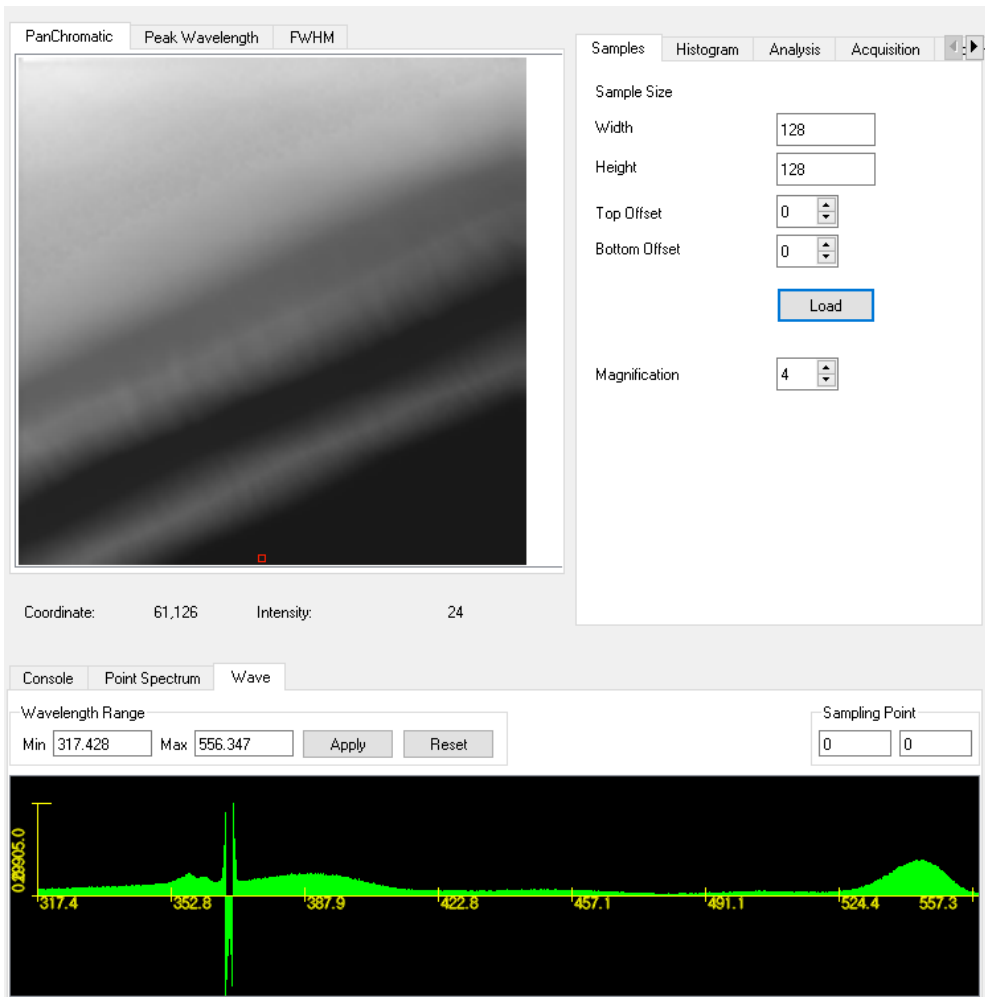 PanChromatic Peak Wavelength FWHM
Samples Histogram Analysis Acquisition
Sample Size
Width 128
Height 128
Top Offset 0
Bottom Offset 0
Load
Magnification 4
Coordinate: 61,126 Intensity: 24
Console Point Spectrum Wave
Wavelength Range
Min 317.428 Max 556.347 Apply Reset
Sampling Point
0 0
317.4 352.8 387.9 422.8 457.1 491.1 524.4 557.3